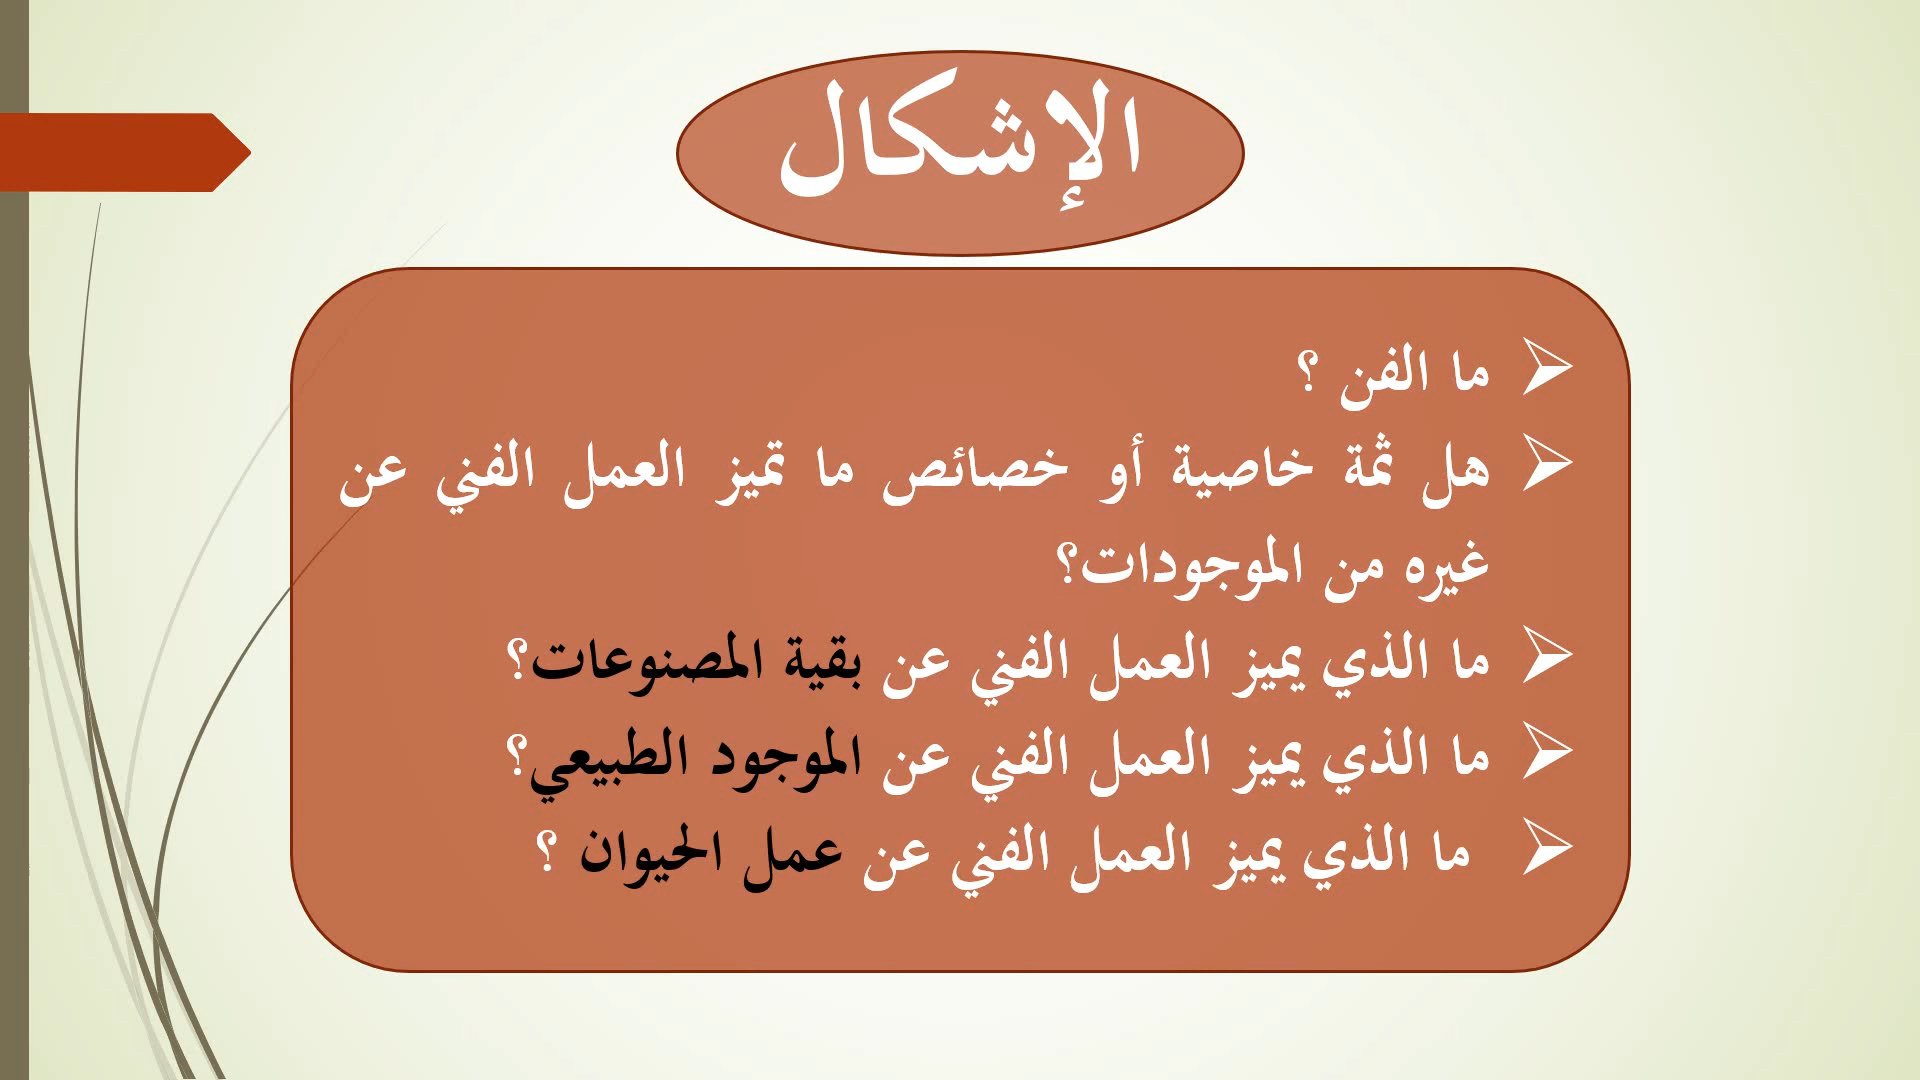 الإشكال
ما الفن ؟
هل ثمة خاصية أو خصائص ما تميز العمل الفني عن
غيره من الموجودات؟
ما الذي يميز العمل الفني عن بقية المصنوعات؟
ما الذي يميز العمل الفني عن الموجود الطبيعي؟
ما الذي يميز العمل الفني عن عمل الحيوان ؟